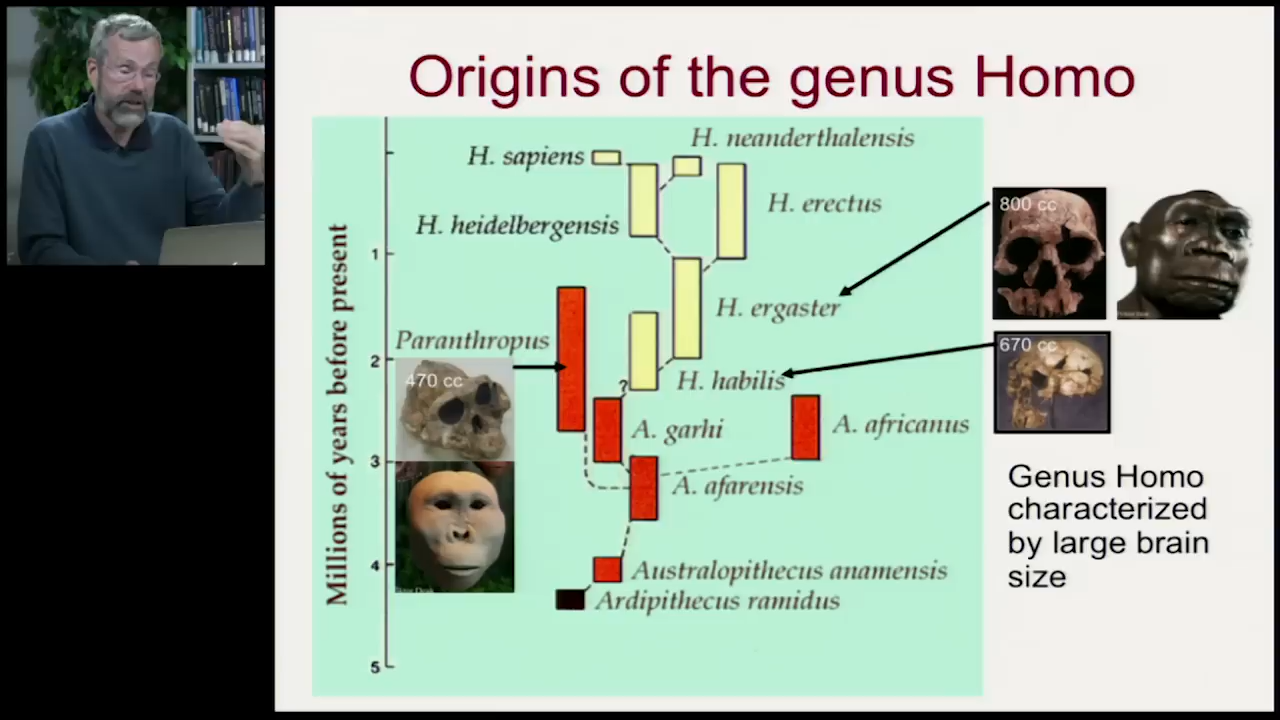 Origins of the genus Homo
H. neanderthalensis
H. sapiens
H. erectus
H. heidelbergensis
800 cc
1
H. ergaster
Paranthropus
670 cc
2
470 cc
?
H. habilis
A. garhi
A. africanus
3
A. afarensis
Genus Homo
characterized
by large brain
size
4
Australopithecus anamensis
Ardipithecus ramidus
5
Millions of years before present